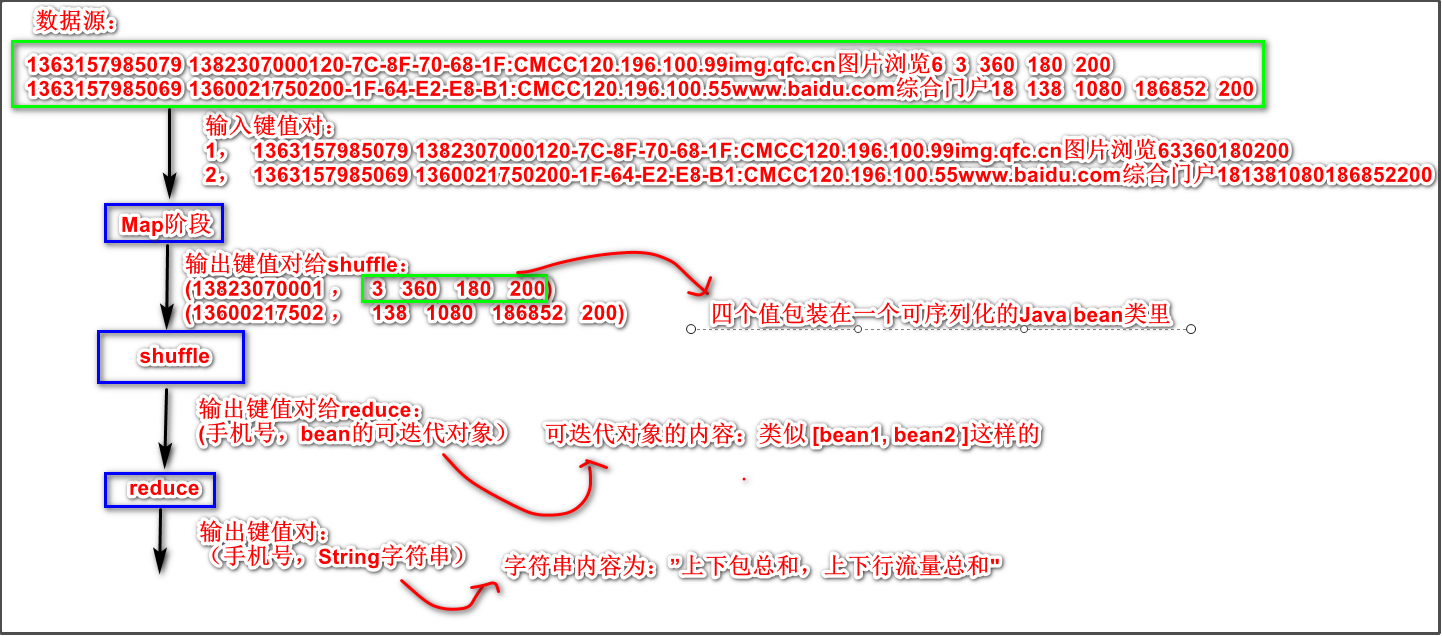 数据源：
1363157985079 1382307000120-7C-8F-70-68-1F:CMCC120.196.100.99img.qfc.cn图片浏览6 3 360 180 200
1363157985069 1360021750200-1F-64-E2-E8-B1:CMCC120.196.100.55www.baidu.com综合门户18 138 1080 186852 200
输入键值对：
1， 1363157985079 1382307000120-7C-8F-70-68-1F:CMCC120.196.100.99img.qfc.cn图片浏览63360180200
2， 1363157985069 1360021750200-1F-64-E2-E8-B1:CMCC120.196.100.55www.baidu.com综合门户181381080186852200
Map阶段
输出键值对给shuffle：
(13823070001 ， 3 360 180 200)
(13600217502 ， 138 1080 186852 200)
四个值包装在一个可序列化的Java bean类里
shuffle
输出键值对给reduce：
(手机号，bean的可迭代对象） 可迭代对象的内容：类似 [bean1, bean2 ]这样的
reduce
输出键值对：
（手机号，String字符串）
字符串内容为：”上下包总和，上下行流量总和"